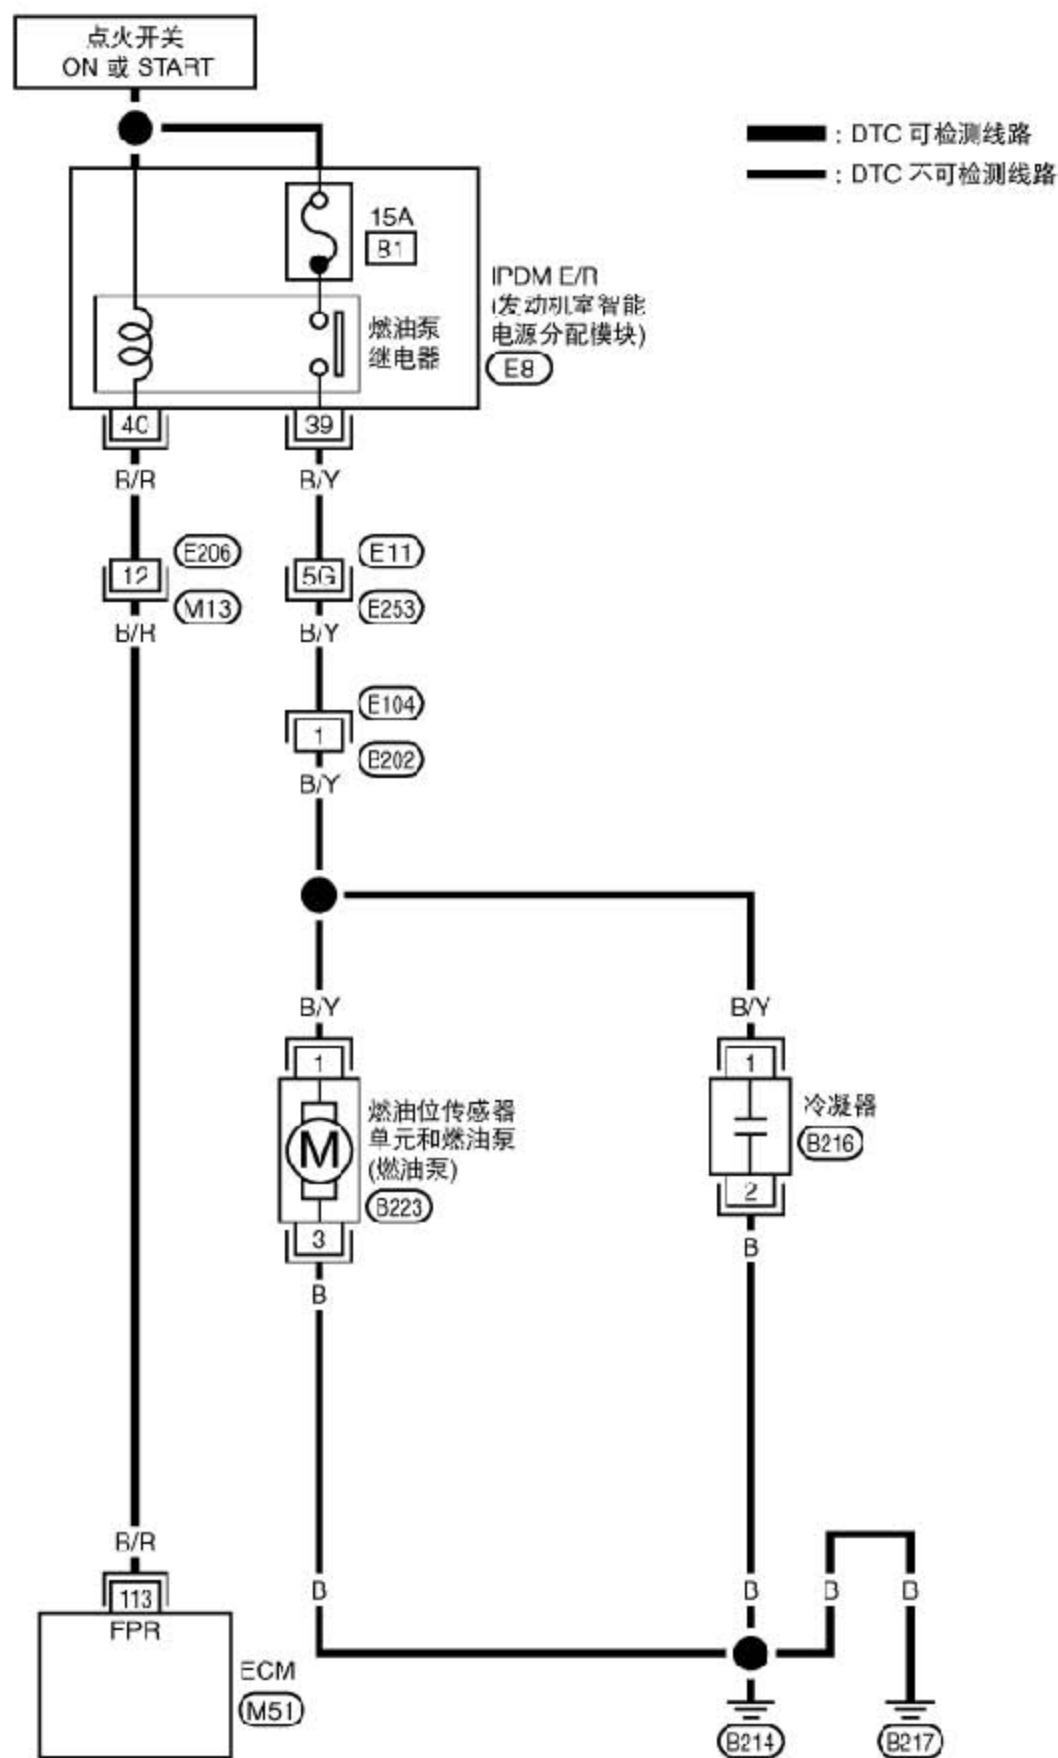 点火开关
ON 或 START
: DTC 可检测线路
: DTC 不可检测线路
15A
81
IPDM E/R
(发动机室智能
电源分配模块)
E8
燃油泵
继电器
40
39
B/R
B/Y
E206
E11
12
5G
M13
E253
B/R
B/Y
E104
1
B202
B/Y
B/Y
B/Y
1
1
燃油位传感器
单元和燃油泵
(燃油泵)
M
B223
冷凝器
B216
2
3
B
B
B/R
B
B
B
B
113
FPR
ECM
M51
B214
B217